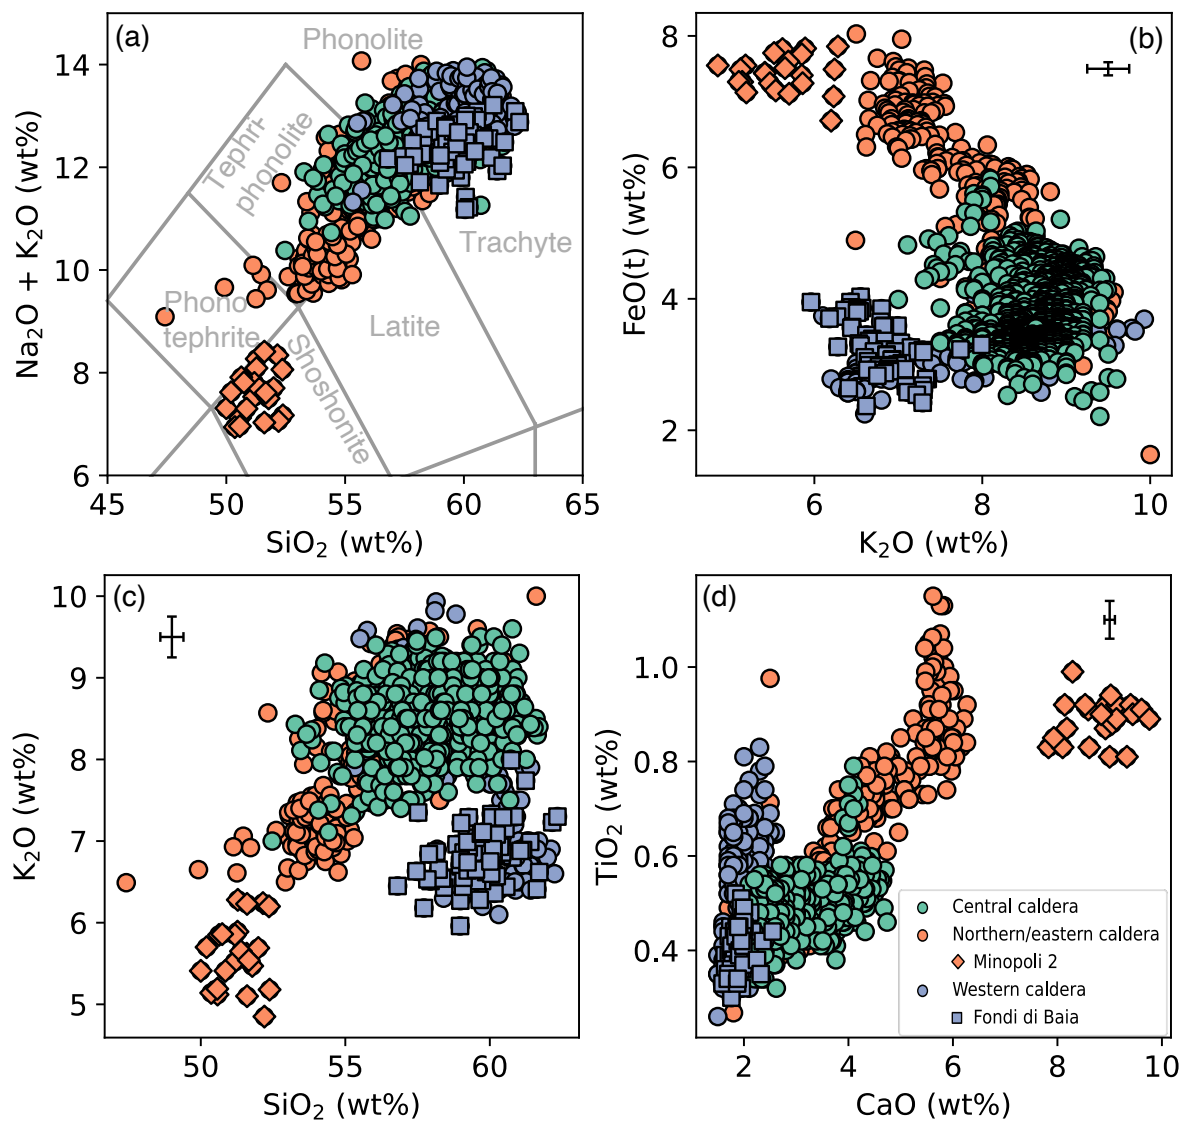 (a)
Phonolite
Tephri-
phonolite
Phono
tephrite
Shoshonite
Latite
Trachyte
14
12
10
8
6
45
50
55
60
65
Na₂O + K₂O (wt%)
SiO₂ (wt%)
(b)
8
6
4
2
6
8
10
FeO(t) (wt%)
K₂O (wt%)
(c)
10
9
8
7
6
5
50
55
60
K₂O (wt%)
SiO₂ (wt%)
(d)
1.0
0.8
0.6
0.4
2
4
6
8
10
TiO₂ (wt%)
CaO (wt%)
Central caldera
Northern/eastern caldera
Minopoli 2
Western caldera
Fondi di Baia